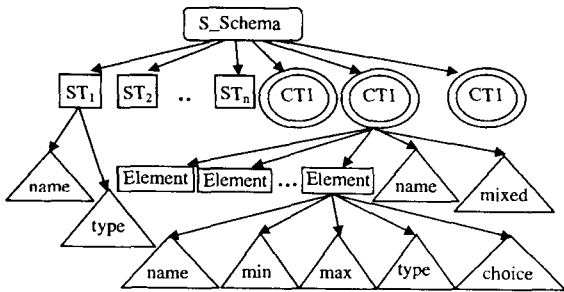 S_Schema
ST1 ST2 .. STn CT1 CT1 CT1
name type Element Element ... Element name mixed
name min max type choice